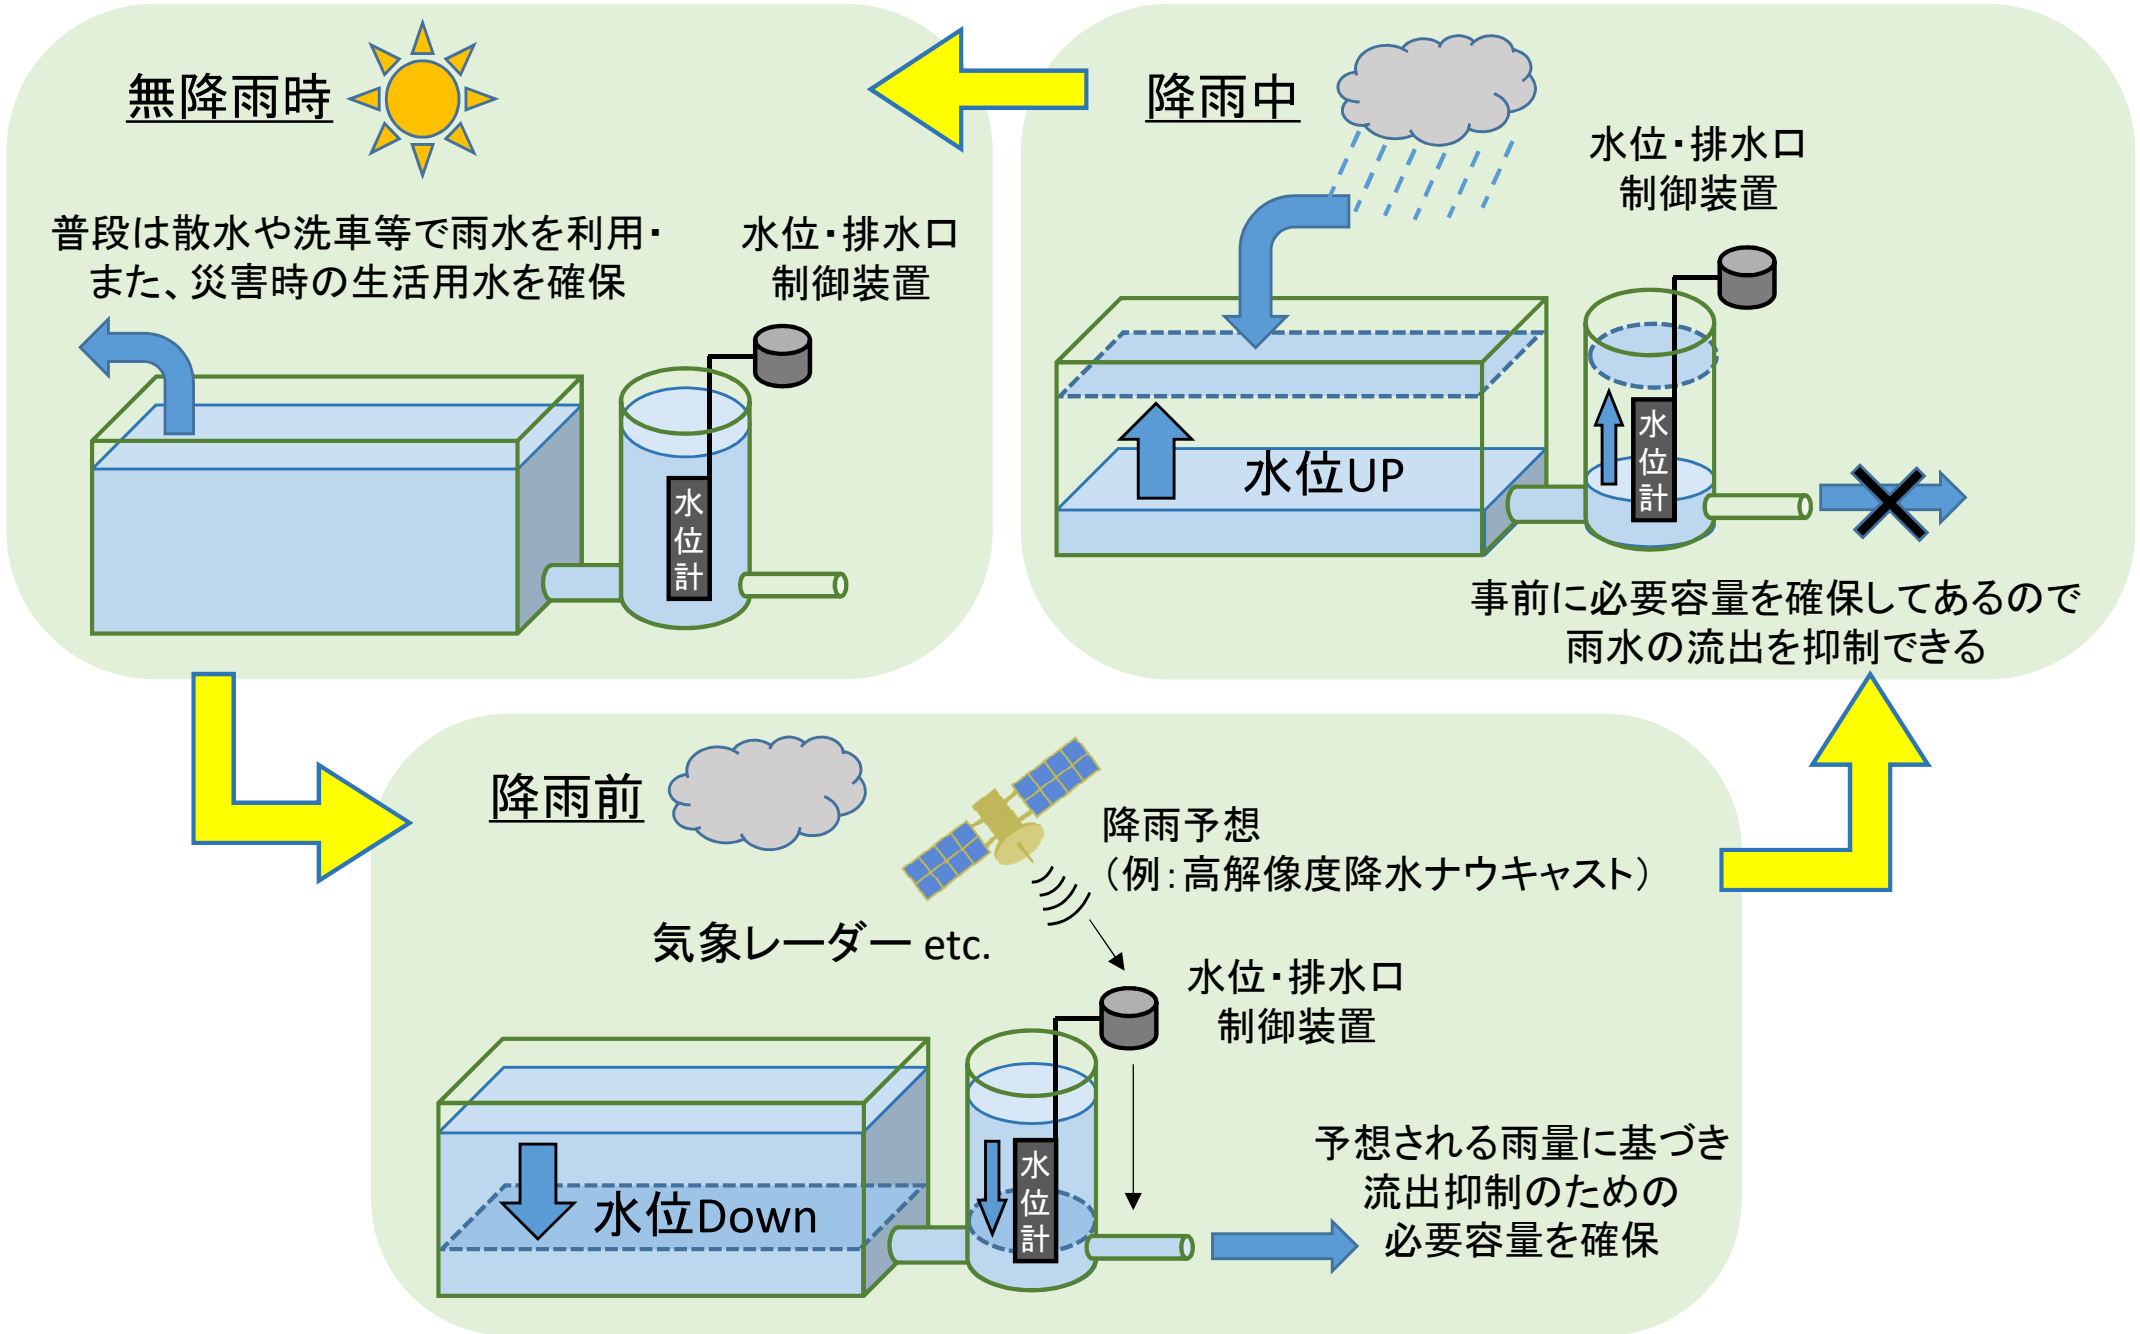 無降雨時
普段は散水や洗車等で雨水を利用・
また、災害時の生活用水を確保
水位・排水口
制御装置
水位計
降雨中
水位・排水口
制御装置
水位UP
水位計
事前に必要容量を確保してあるので
雨水の流出を抑制できる
降雨前
降雨予想
（例：高解像度降水ナウキャスト）
気象レーダー etc.
水位・排水口
制御装置
水位Down
水位計
予想される雨量に基づき
流出抑制のための
必要容量を確保